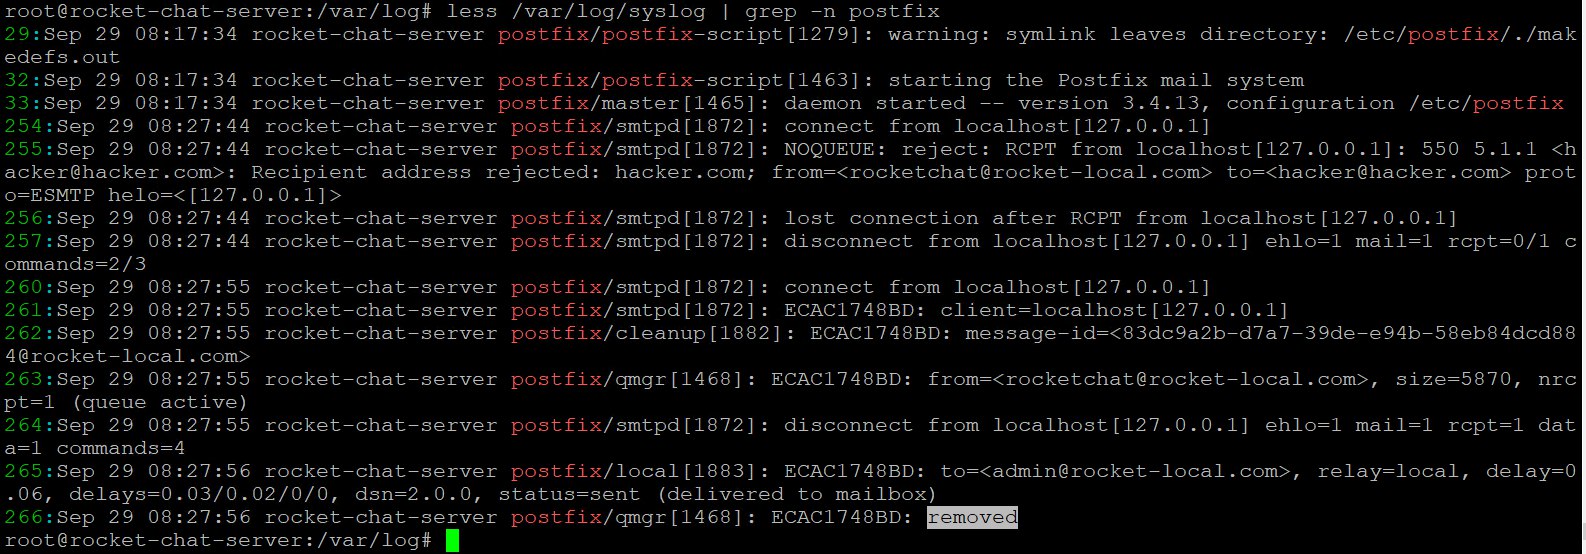 root@rocket-chat-server:/var/log# less /var/log/syslog | grep -n postfix
29:Sep 29 08:17:34 rocket-chat-server postfix/postfix-script[1279]: warning: symlink leaves directory: /etc/postfix/./mak
edefs.out
32:Sep 29 08:17:34 rocket-chat-server postfix/postfix-script[1463]: starting the Postfix mail system
33:Sep 29 08:17:34 rocket-chat-server postfix/master[1465]: daemon started -- version 3.4.13, configuration /etc/postfix
254:Sep 29 08:27:44 rocket-chat-server postfix/smtpd[1872]: connect from localhost[127.0.0.1]
255:Sep 29 08:27:44 rocket-chat-server postfix/smtpd[1872]: NOQUEUE: reject: RCPT from localhost[127.0.0.1]: 550 5.1.1 <h
acker@hacker.com>: Recipient address rejected: hacker.com; from=<rocketchat@rocket-local.com> to=<hacker@hacker.com> prot
o=ESMTP helo=<[127.0.0.1]>
256:Sep 29 08:27:44 rocket-chat-server postfix/smtpd[1872]: lost connection after RCPT from localhost[127.0.0.1]
257:Sep 29 08:27:44 rocket-chat-server postfix/smtpd[1872]: disconnect from localhost[127.0.0.1] ehlo=1 mail=1 rcpt=0/1 c
ommands=2/3
260:Sep 29 08:27:55 rocket-chat-server postfix/smtpd[1872]: connect from localhost[127.0.0.1]
261:Sep 29 08:27:55 rocket-chat-server postfix/smtpd[1872]: ECAC1748BD: client=localhost[127.0.0.1]
262:Sep 29 08:27:55 rocket-chat-server postfix/cleanup[1882]: ECAC1748BD: message-id=<83dc9a2b-d7a7-39de-e94b-58eb84dcd88
4@rocket-local.com>
263:Sep 29 08:27:55 rocket-chat-server postfix/qmgr[1468]: ECAC1748BD: from=<rocketchat@rocket-local.com>, size=5870, nrc
pt=1 (queue active)
264:Sep 29 08:27:55 rocket-chat-server postfix/smtpd[1872]: disconnect from localhost[127.0.0.1] ehlo=1 mail=1 rcpt=1 dat
a=1 commands=4
265:Sep 29 08:27:56 rocket-chat-server postfix/local[1883]: ECAC1748BD: to=<admin@rocket-local.com>, relay=local, delay=0
.06, delays=0.03/0.02/0/0, dsn=2.0.0, status=sent (delivered to mailbox)
266:Sep 29 08:27:56 rocket-chat-server postfix/qmgr[1468]: ECAC1748BD: removed
root@rocket-chat-server:/var/log#